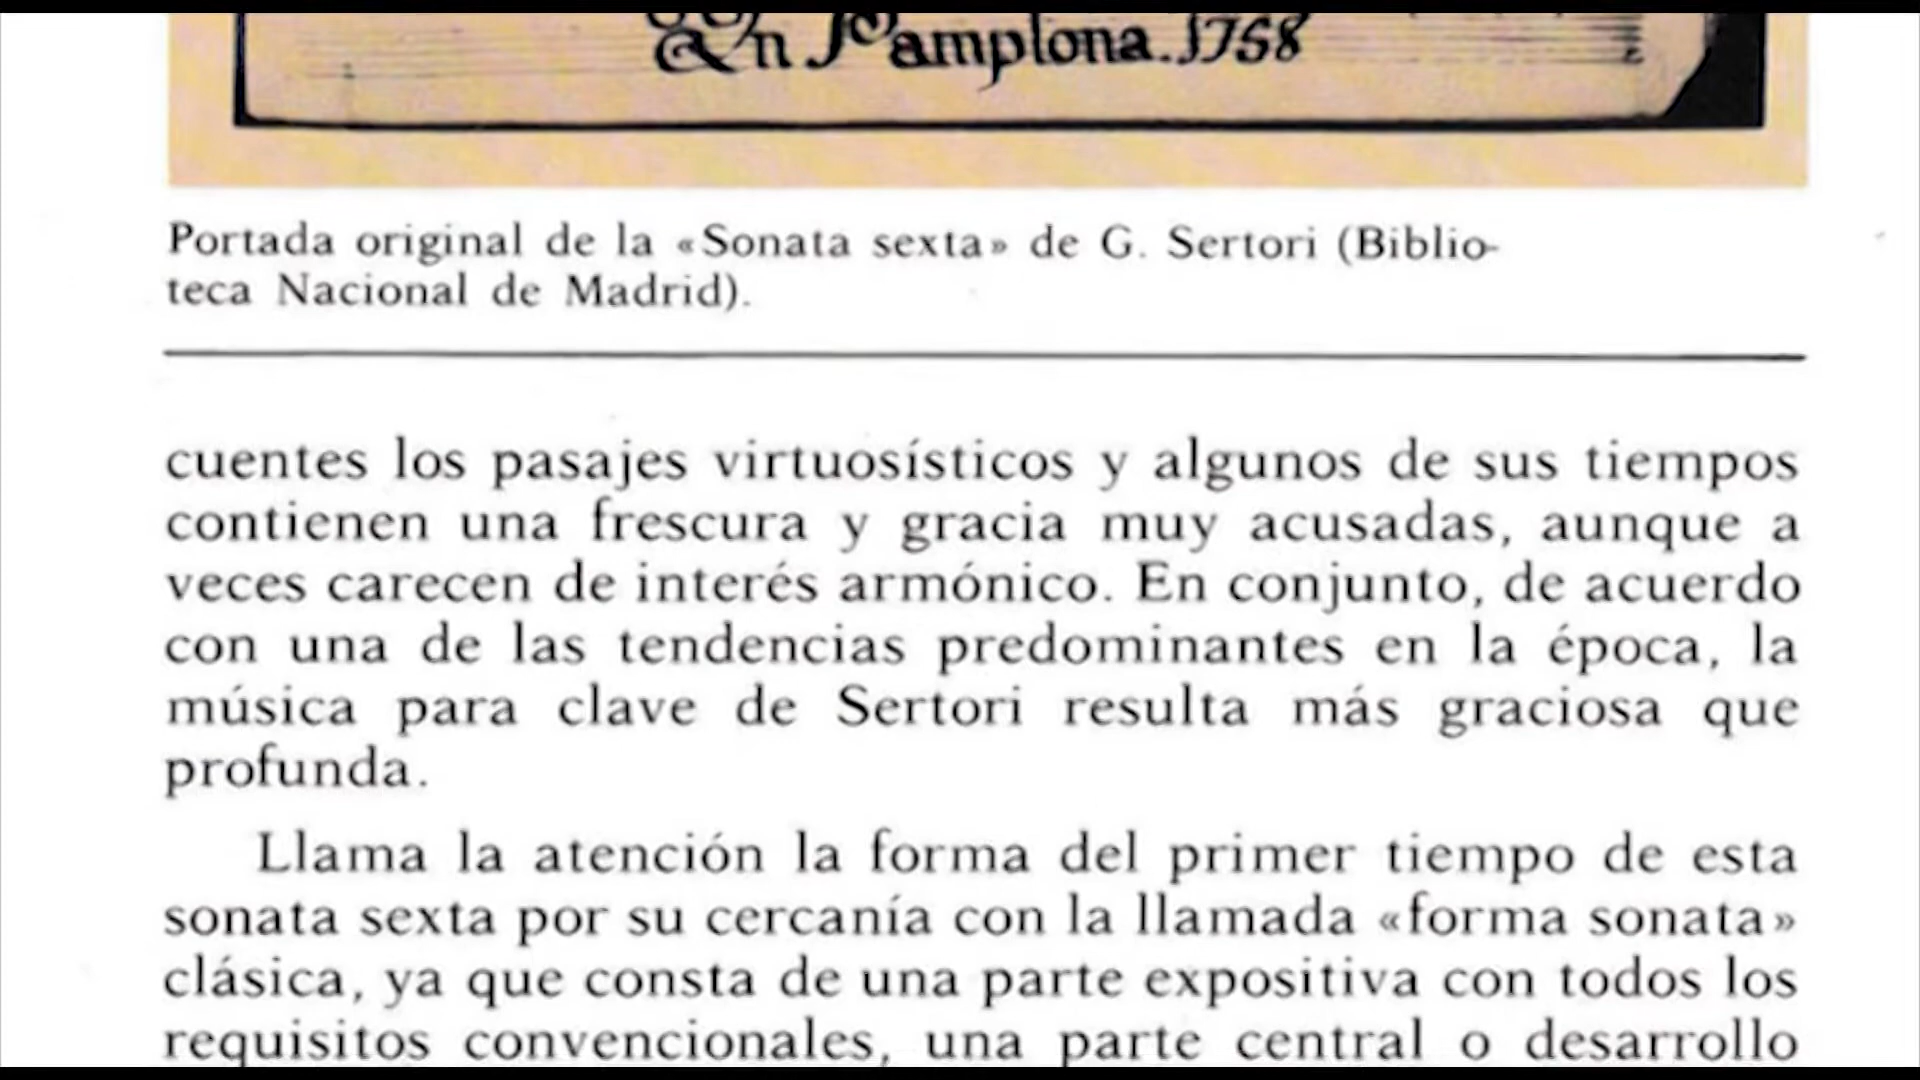 En Pamplona. 1758
Portada original de la «Sonata sexta» de G. Sertori (Biblio-
teca Nacional de Madrid).
cuentes los pasajes virtuosísticos y algunos de sus tiempos
contienen una frescura y gracia muy acusadas, aunque a
veces carecen de interés armónico. En conjunto, de acuerdo
con una de las tendencias predominantes en la época, la
música para clave de Sertori resulta más graciosa que
profunda.
Llama la atención la forma del primer tiempo de esta
sonata sexta por su cercanía con la llamada «forma sonata»
clásica, ya que consta de una parte expositiva con todos los
requisitos convencionales, una parte central o desarrollo